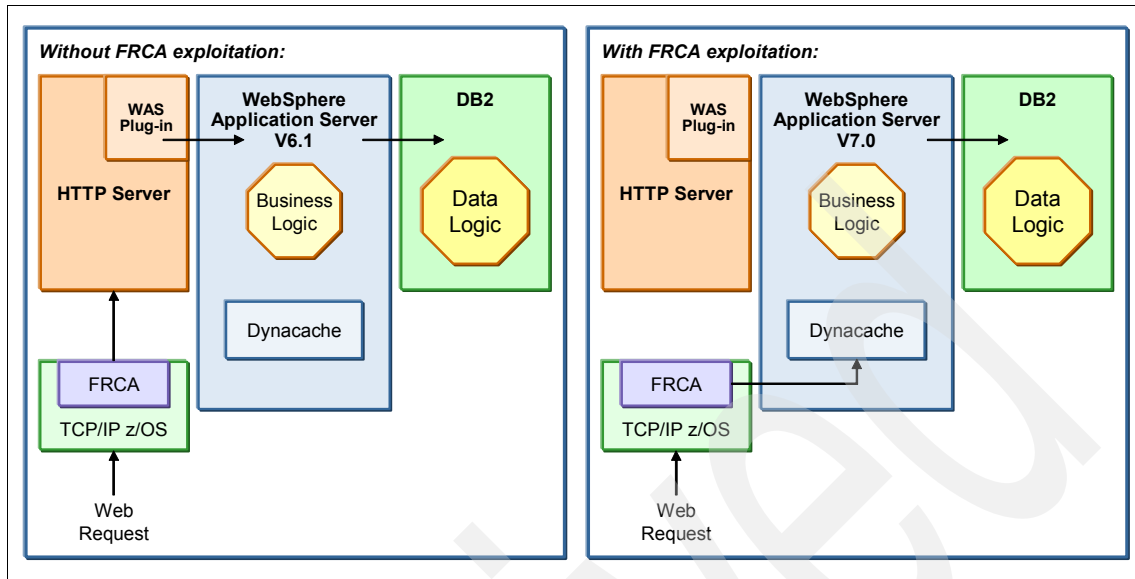 Without FRCA exploitation:
WAS
Plug-in
HTTP Server
WebSphere
Application Server
V6.1
Business
Logic
Dynacache
DB2
Data
Logic
FRCA
TCP/IP z/OS
Web
Request
With FRCA exploitation:
WAS
Plug-in
HTTP Server
WebSphere
Application Server
V7.0
Business
Logic
Dynacache
DB2
Data
Logic
FRCA
TCP/IP z/OS
Web
Request